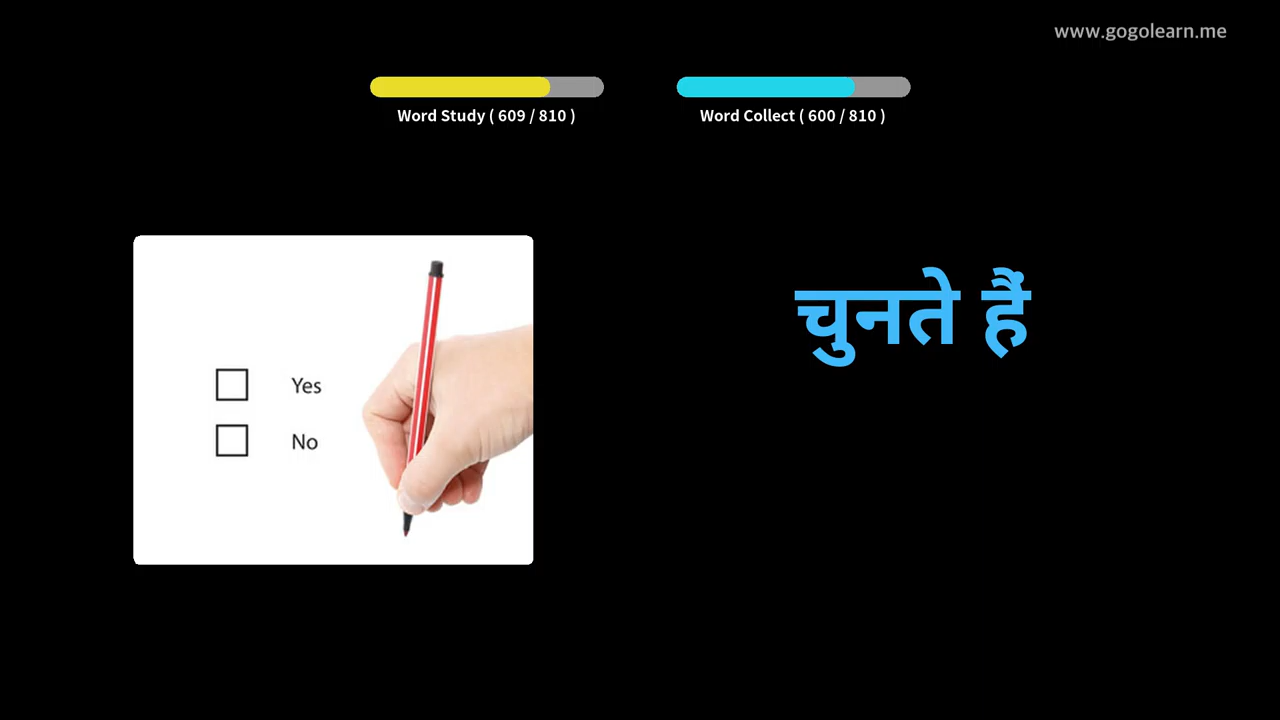 www.gogolearn.me
Word Study ( 609 / 810 )
Word Collect ( 600 / 810 )
चुनते हैं
Yes
No